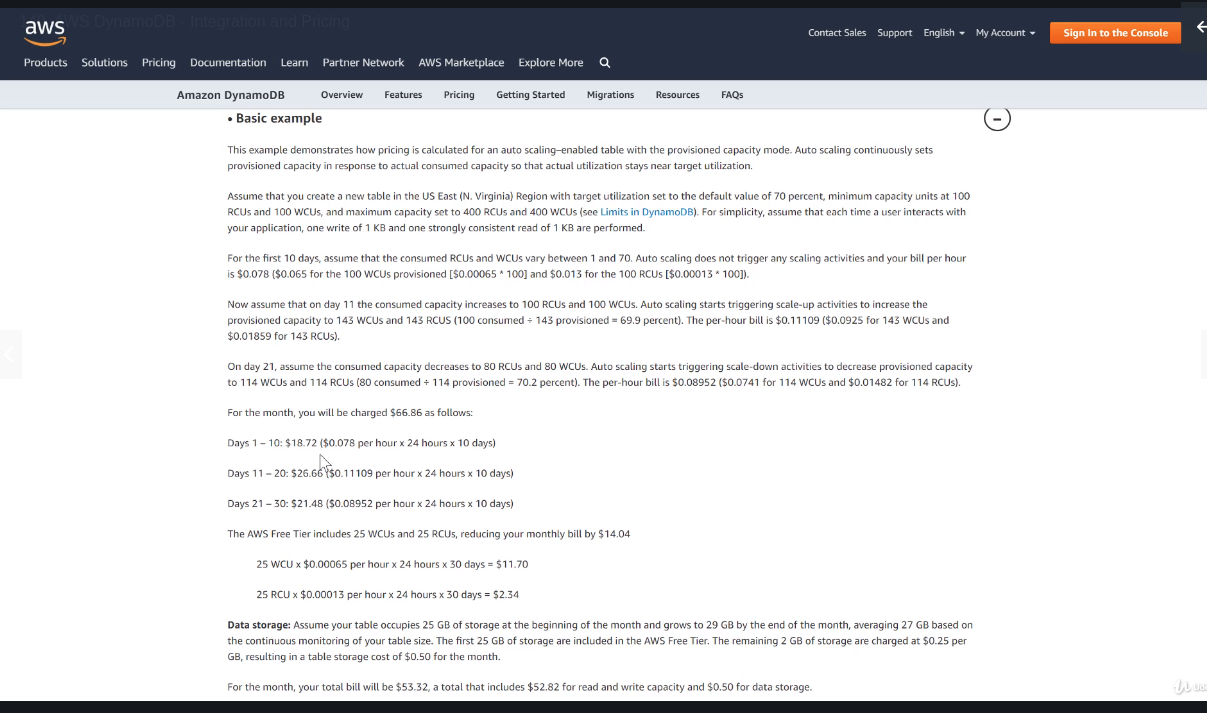 AWS DynamoDB - Integration and Pricing
aws
Contact Sales Support English My Account Sign In to the Console
Products Solutions Pricing Documentation Learn Partner Network AWS Marketplace Explore More
Amazon DynamoDB Overview Features Pricing Getting Started Migrations Resources FAQs
• Basic example
This example demonstrates how pricing is calculated for an auto scaling–enabled table with the provisioned capacity mode. Auto scaling continuously sets
provisioned capacity in response to actual consumed capacity so that actual utilization stays near target utilization.
Assume that you create a new table in the US East (N. Virginia) Region with target utilization set to the default value of 70 percent, minimum capacity units at 100
RCUs and 100 WCUs, and maximum capacity set to 400 RCUs and 400 WCUs (see Limits in DynamoDB). For simplicity, assume that each time a user interacts with
your application, one write of 1 KB and one strongly consistent read of 1 KB are performed.
For the first 10 days, assume that the consumed RCUs and WCUs vary between 1 and 70. Auto scaling does not trigger any scaling activities and your bill per hour
is $0.078 ($0.065 for the 100 WCUs provisioned [$0.00065 * 100] and $0.013 for the 100 RCUs [$0.00013 * 100]).
Now assume that on day 11 the consumed capacity increases to 100 RCUs and 100 WCUs. Auto scaling starts triggering scale-up activities to increase the
provisioned capacity to 143 WCUs and 143 RCUS (100 consumed ÷ 143 provisioned = 69.9 percent). The per-hour bill is $0.11109 ($0.0925 for 143 WCUs and
$0.01859 for 143 RCUs).
On day 21, assume the consumed capacity decreases to 80 RCUs and 80 WCUs. Auto scaling starts triggering scale-down activities to decrease provisioned capacity
to 114 WCUs and 114 RCUs (80 consumed ÷ 114 provisioned = 70.2 percent). The per-hour bill is $0.08952 ($0.0741 for 114 WCUs and $0.01482 for 114 RCUs).
For the month, you will be charged $66.86 as follows:
Days 1 – 10: $18.72 ($0.078 per hour x 24 hours x 10 days)
Days 11 – 20: $26.66 ($0.11109 per hour x 24 hours x 10 days)
Days 21 – 30: $21.48 ($0.08952 per hour x 24 hours x 10 days)
The AWS Free Tier includes 25 WCUs and 25 RCUs, reducing your monthly bill by $14.04
25 WCU x $0.00065 per hour x 24 hours x 30 days = $11.70
25 RCU x $0.00013 per hour x 24 hours x 30 days = $2.34
Data storage: Assume your table occupies 25 GB of storage at the beginning of the month and grows to 29 GB by the end of the month, averaging 27 GB based on
the continuous monitoring of your table size. The first 25 GB of storage are included in the AWS Free Tier. The remaining 2 GB of storage are charged at $0.25 per
GB, resulting in a table storage cost of $0.50 for the month.
For the month, your total bill will be $53.32, a total that includes $52.82 for read and write capacity and $0.50 for data storage.